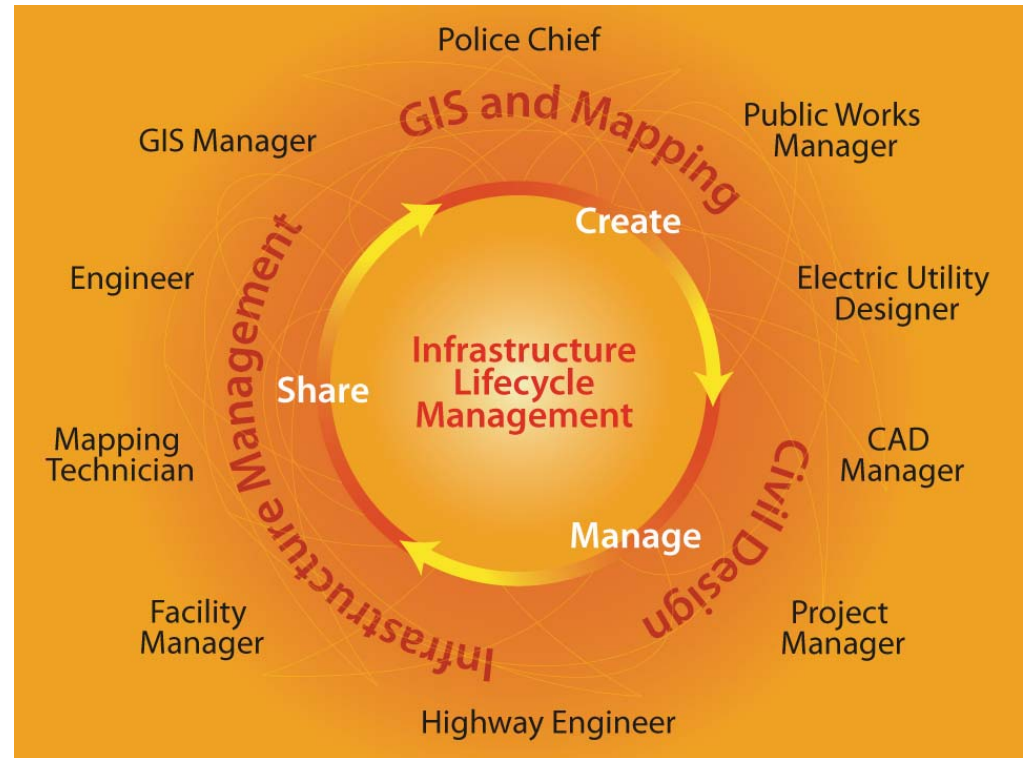 Police Chief
GIS and Mapping
Public Works
Manager
GIS Manager
Create
Engineer
Electric Utility
Designer
Infrastructure
Lifecycle
Management
Share
Infrastructure Management
Mapping
Technician
CAD
Manager
Civil Design
Manage
Facility
Manager
Project
Manager
Highway Engineer